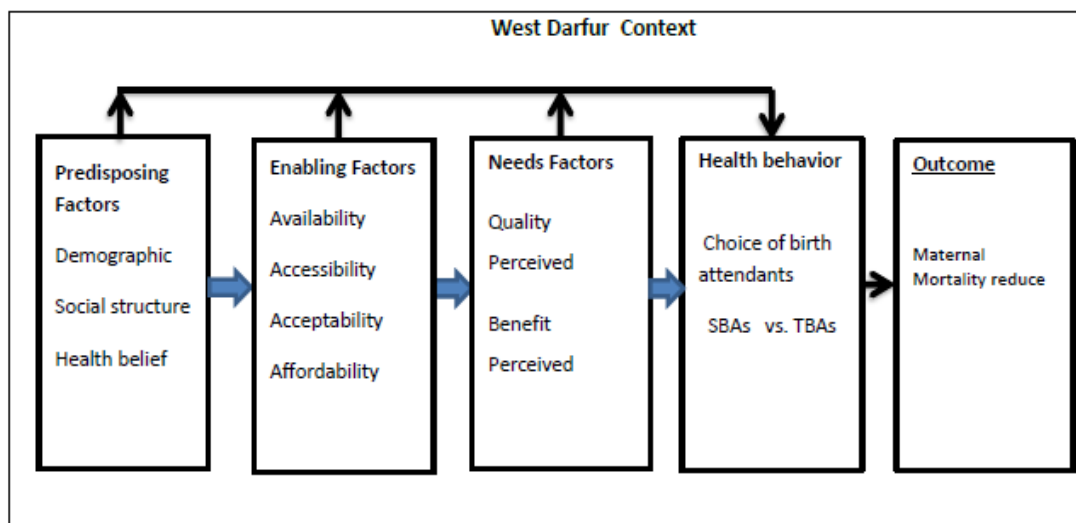 West Darfur Context
Predisposing
Factors
Demographic
Social structure
Health belief
Enabling Factors
Availability
Accessibility
Acceptability
Affordability
Needs Factors
Quality
Perceived
Benefit
Perceived
Health behavior
Choice of birth
attendants
SBAs vs. TBAs
Outcome
Maternal
Mortality reduce